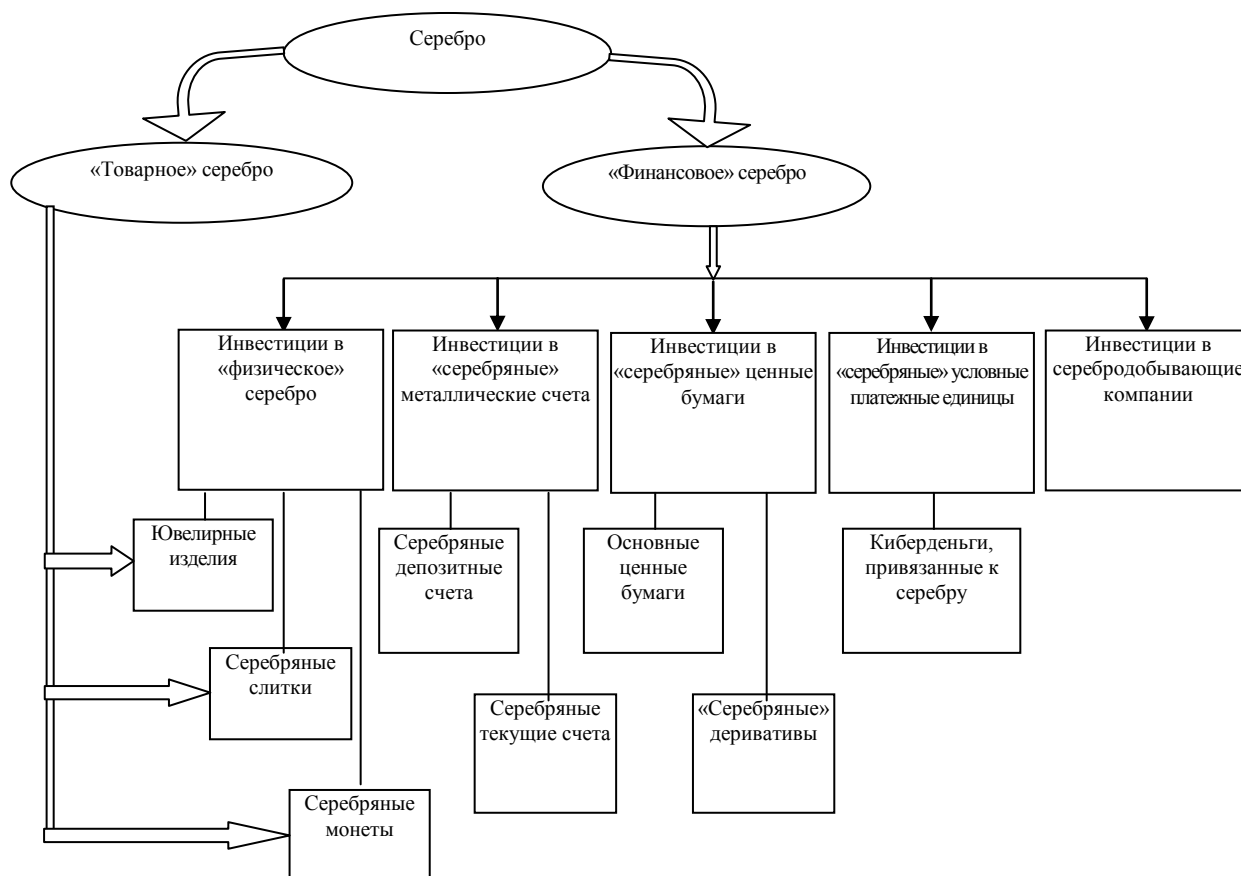 Серебро
«Товарное» серебро
«Финансовое» серебро
Инвестиции в
«физическое»
серебро
Инвестиции в
«серебряные»
металлические счета
Инвестиции в
«серебряные» ценные
бумаги
Инвестиции в
«серебряные» условные
платежные единицы
Инвестиции в
серебродобывающие
компании
Ювелирные
изделия
Серебряные
депозитные
счета
Основные
ценные
бумаги
Киберденьги,
привязанные к
серебру
Серебряные
слитки
Серебряные
текущие счета
«Серебряные»
деривативы
Серебряные
монеты